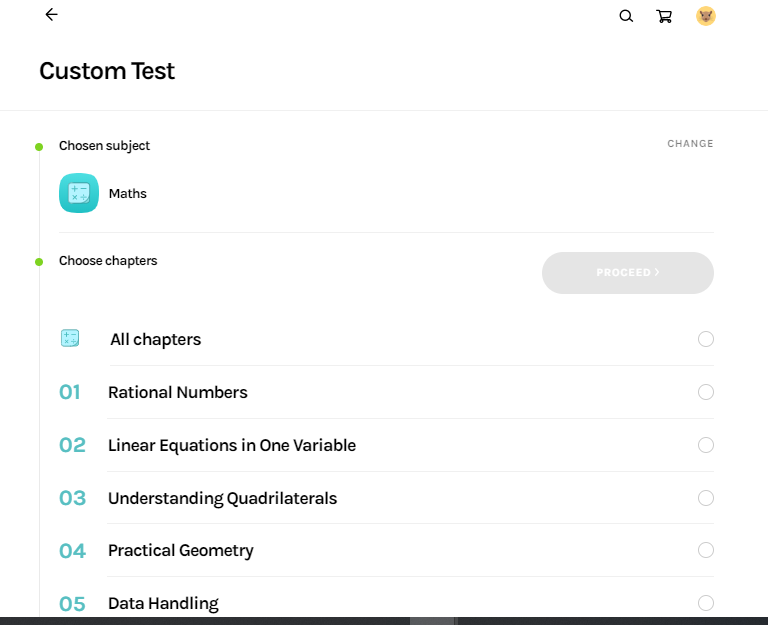 Custom Test
Chosen subject
CHANGE
Maths
Choose chapters
PROCEED >
All chapters
01 Rational Numbers
02 Linear Equations in One Variable
03 Understanding Quadrilaterals
04 Practical Geometry
05 Data Handling